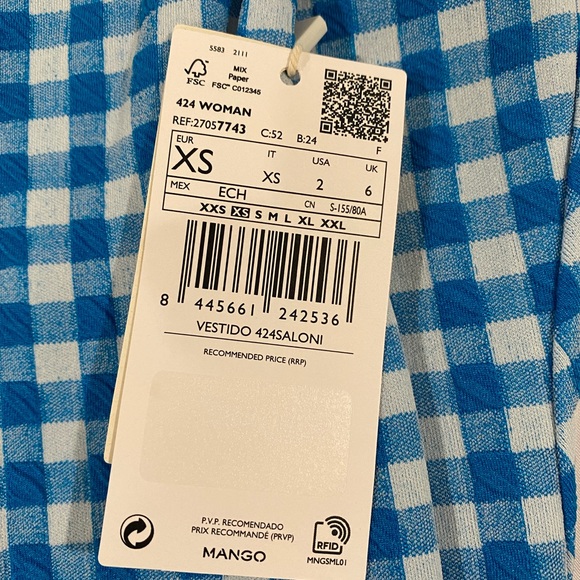 5583 2111
MIX
Paper
FSC FSC™ C012345
424 WOMAN
REF:27057743 C:52 B:24 F
EUR IT USA UK
XS XS 2 6
MEX ECH CN S-155/80A
XXS XS S M L XL XXL
8 445661 242536
VESTIDO 424SALONI
RECOMMENDED PRICE (RRP)
P.V.P. RECOMENDADO
PRIX RECOMMANDÉ (PRVP)
MANGO
RFID
MNGSML01